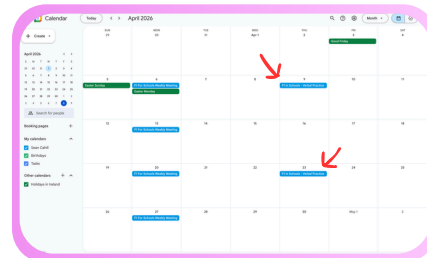 Calendar
Today
April 2026
Month
Create
SUN MON TUE WED THU FRI SAT
29 30 31 Apr 1 2 3 4
Good Friday
April 2026
S M T W T F S
29 30 31 1 2 3 4
5 6 7 8 9 10 11
12 13 14 15 16 17 18
19 20 21 22 23 24 25
26 27 28 29 30 1 2
3 4 5 6 7 8 9
5 6 7 8 9 10 11
Easter Sunday
Easter Monday
Search for people
Booking pages
My calendars
Birthdays
Tasks
Other calendars
Holidays in Ireland
12 13 14 15 16 17 18
19 20 21 22 23 24 25
26 27 28 29 30 May 1 2